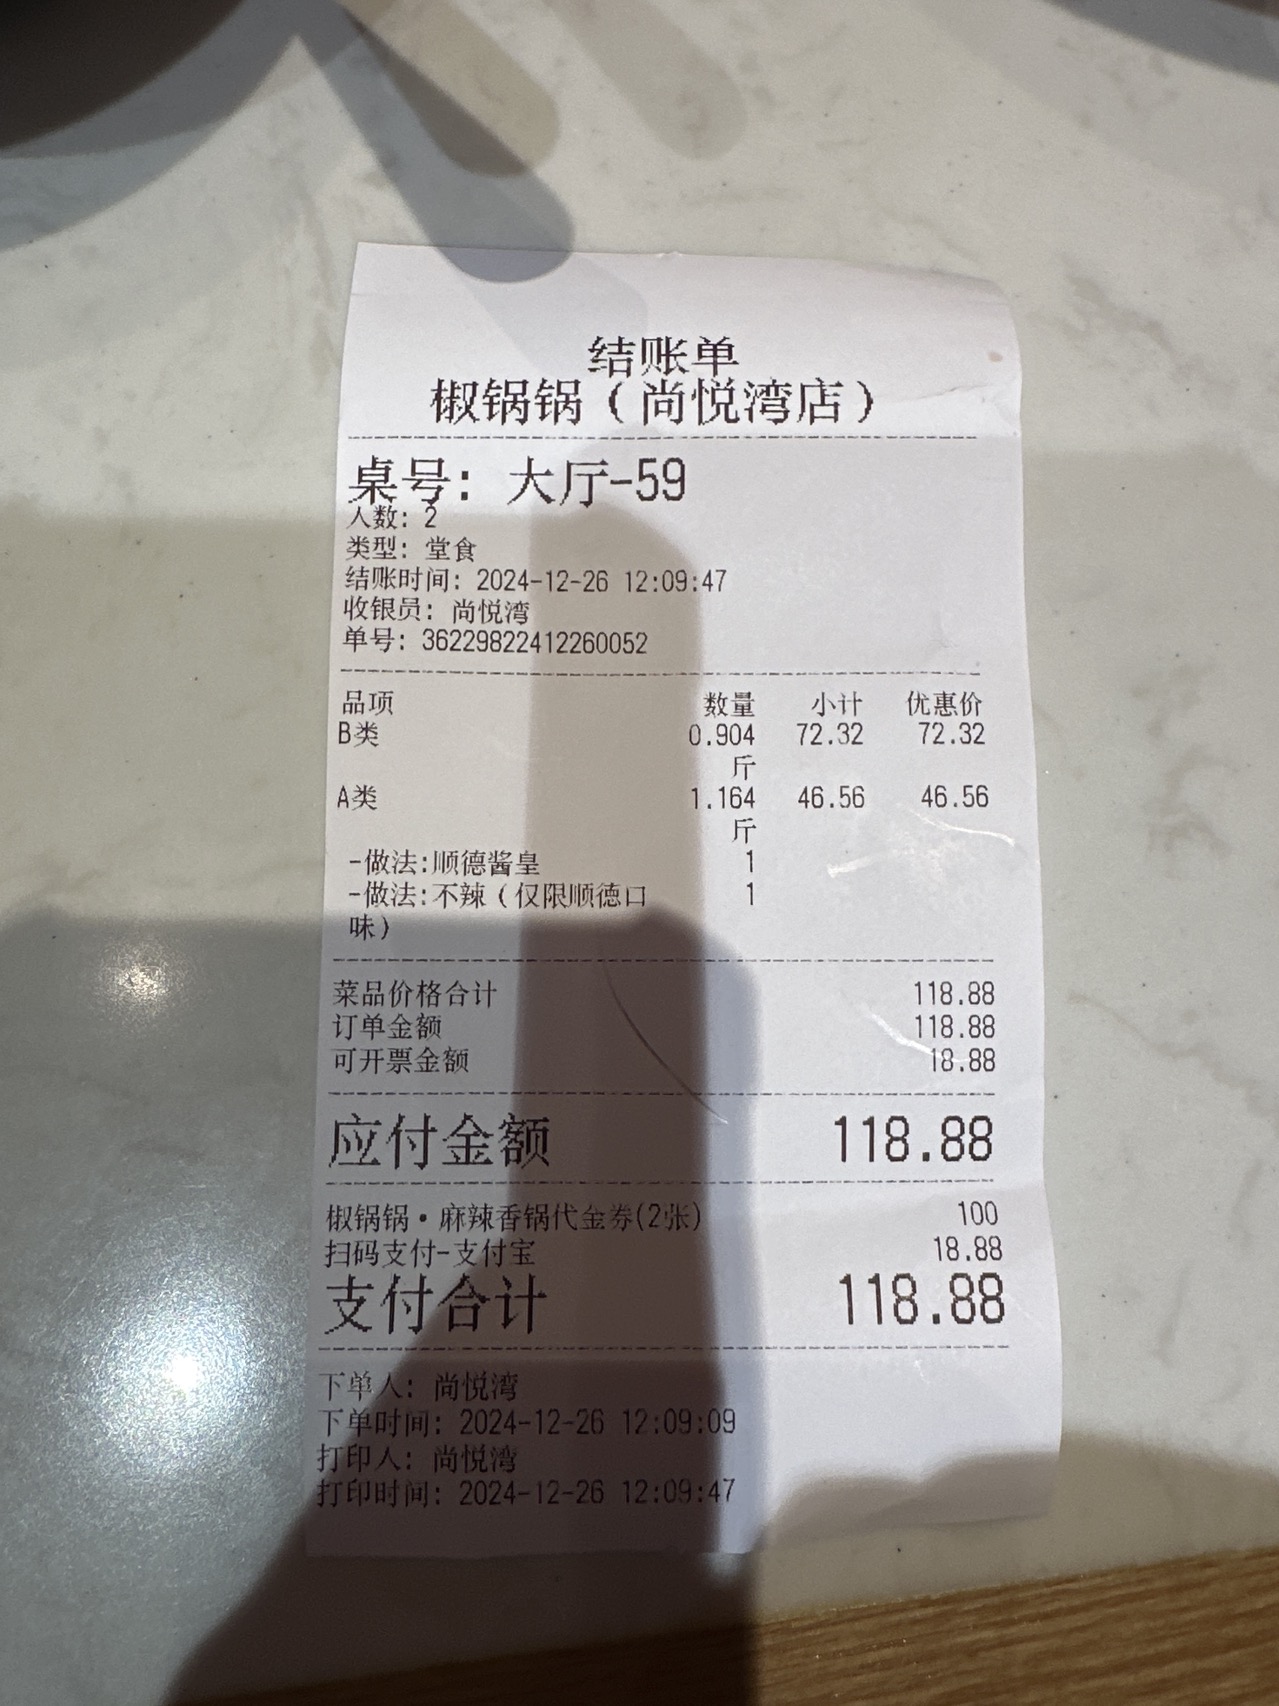 结账单
椒锅锅（尚悦湾店）
桌号: 大厅-59
人数: 2
类型: 堂食
结账时间: 2024-12-26 12:09:47
收银员: 尚悦湾
单号: 36229822412260052
品项 数量 小计 优惠价
B类 0.904 72.32 72.32
斤
A类 1.164 46.56 46.56
斤
-做法:顺德酱皇 1
-做法:不辣（仅限顺德口 1
味）
菜品价格合计 118.88
订单金额 118.88
可开票金额 18.88
应付金额 118.88
椒锅锅•麻辣香锅代金券(2张) 100
扫码支付-支付宝 18.88
支付合计 118.88
下单人: 尚悦湾
下单时间: 2024-12-26 12:09:09
打印人: 尚悦湾
打印时间: 2024-12-26 12:09:47